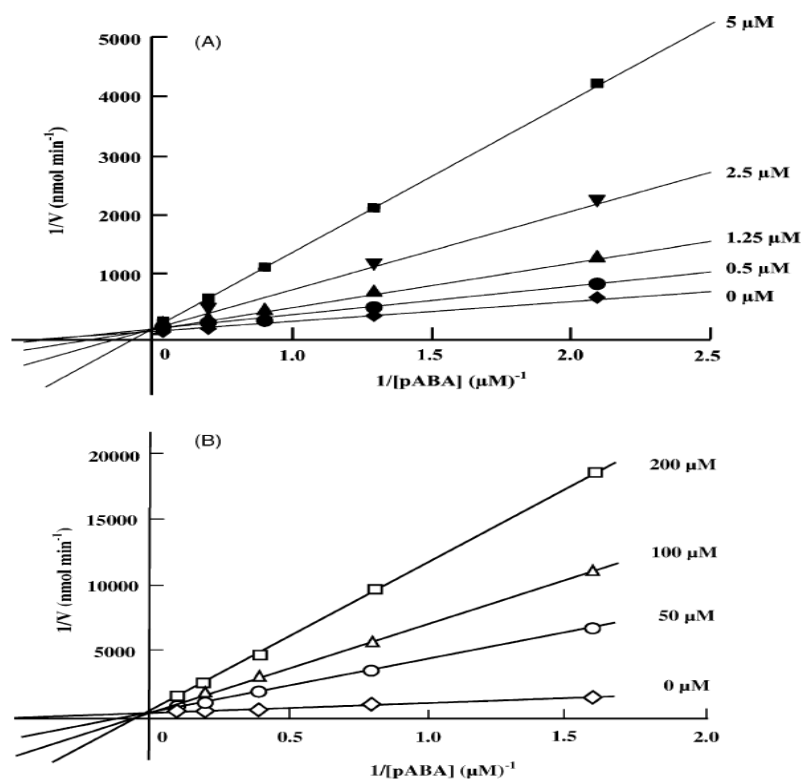 (A)
5 µM
5000
4000
3000
2.5 µM
2000
1.25 µM
1000
0.5 µM
0 µM
1/V (nmol min⁻¹)
0 1.0 1.5 2.0 2.5
1/[pABA] (µM)⁻¹
(B)
20000
200 µM
15000
100 µM
10000
50 µM
5000
0 µM
1/V (nmol min⁻¹)
0 0.5 1.0 1.5 2.0
1/[pABA] (µM)⁻¹